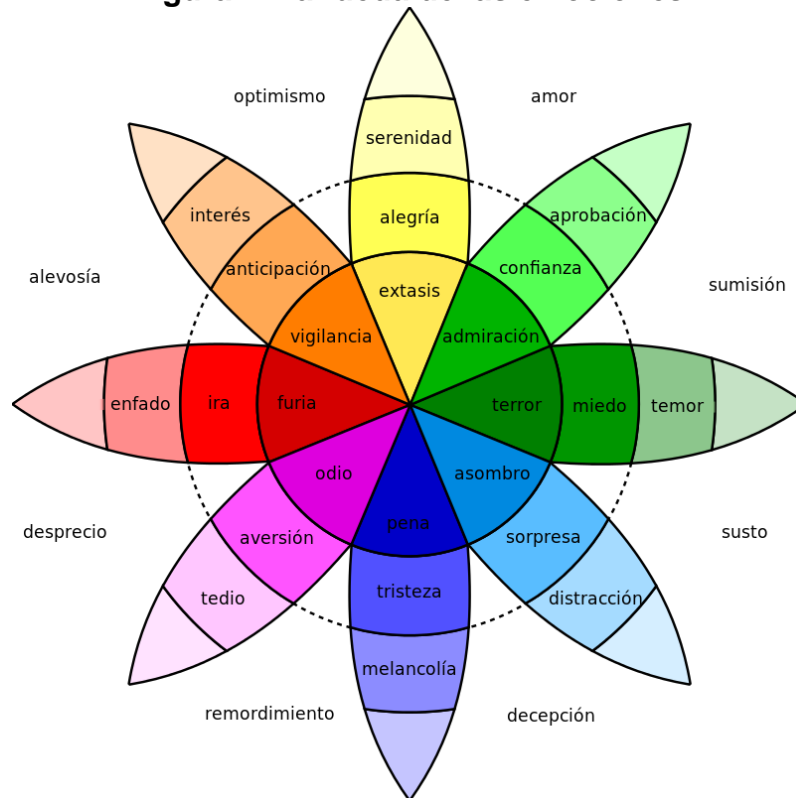 optimismo
amor
serenidad
interés
alegría
aprobación
anticipación
confianza
alevosía
extasis
sumisión
vigilancia
admiración
enfado
ira
furia
terror
miedo
temor
odio
asombro
desprecio
aversión
pena
sorpresa
susto
tedio
tristeza
distracción
melancolía
remordimiento
decepción